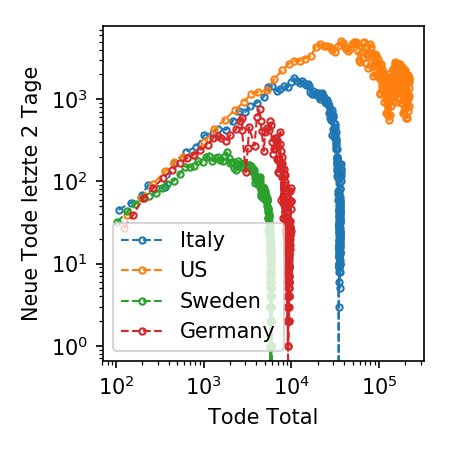 Neue Tode letzte 2 Tage
10³
10²
10¹
10⁰
Italy
US
Sweden
Germany
10² 10³ 10⁴ 10⁵
Tode Total